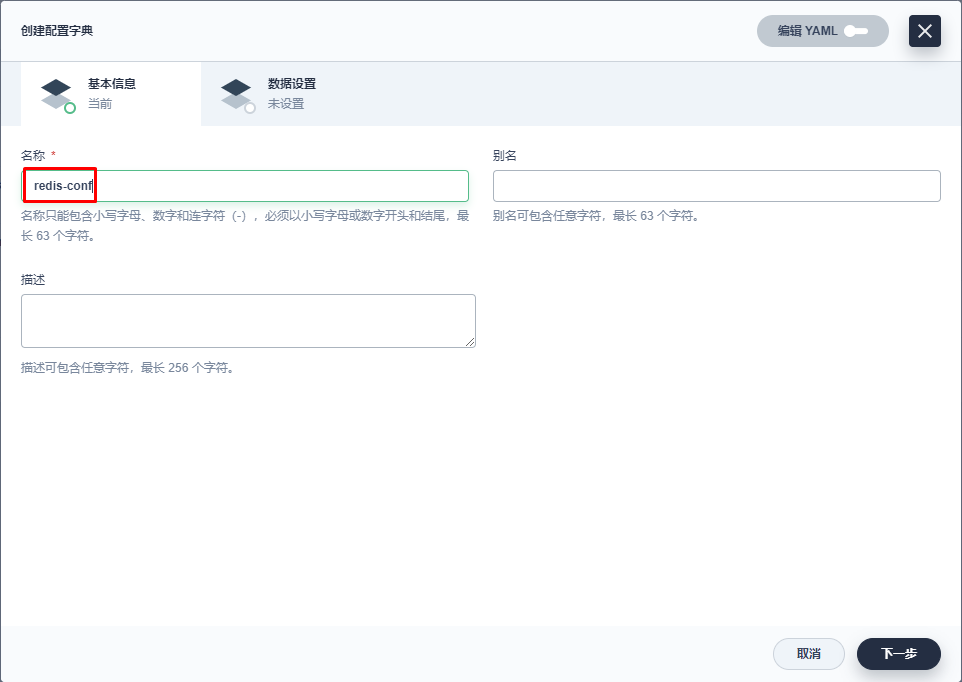 创建配置字典
编辑 YAML
基本信息
当前
数据设置
未设置
名称 *
别名
redis-conf
名称只能包含小写字母、数字和连字符（-），必须以小写字母或数字开头和结尾，最
长 63 个字符。
别名可包含任意字符，最长 63 个字符。
描述
描述可包含任意字符，最长 256 个字符。
取消
下一步